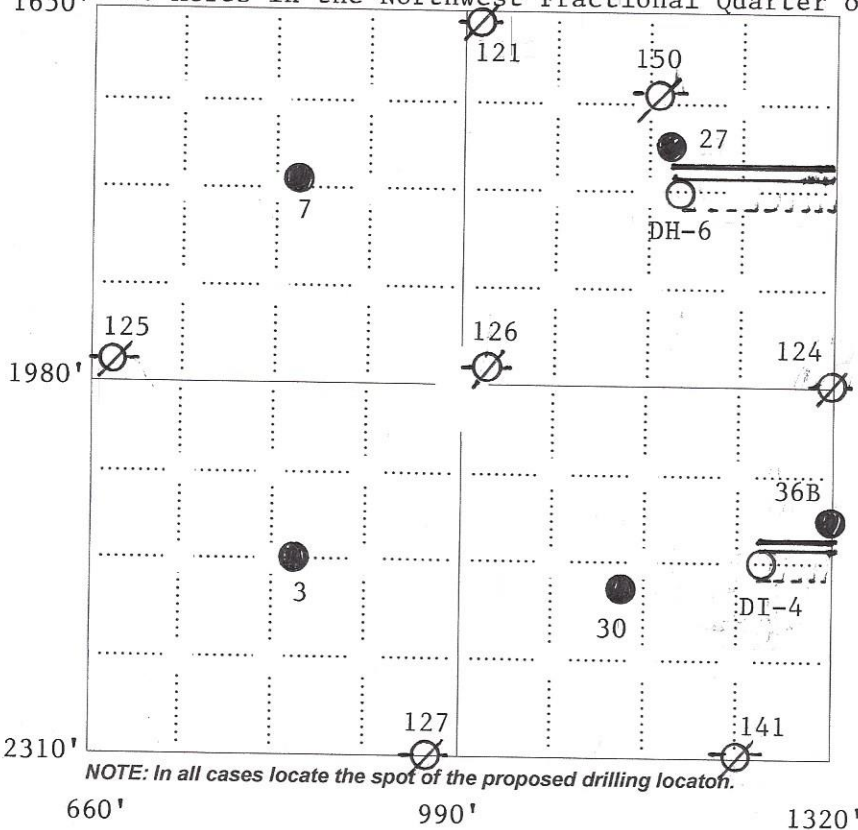 1650' Acres in the Northwest Fractional Quarter o
121
150
27
7
DH-6
125
126
124
1980'
36B
3
30
DI-4
127
141
2310'
NOTE: In all cases locate the spot of the proposed drilling locaton.
660' 990' 1320'